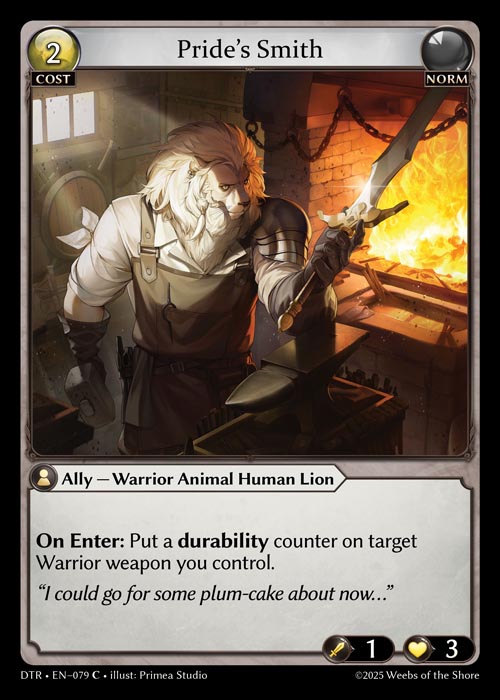 2
Pride's Smith
COST
NORM
Ally — Warrior Animal Human Lion
On Enter: Put a durability counter on target
Warrior weapon you control.
“I could go for some plum-cake about now...”
1
3
DTR • EN-079 C • illust: Primea Studio
©2025 Weebs of the Shore